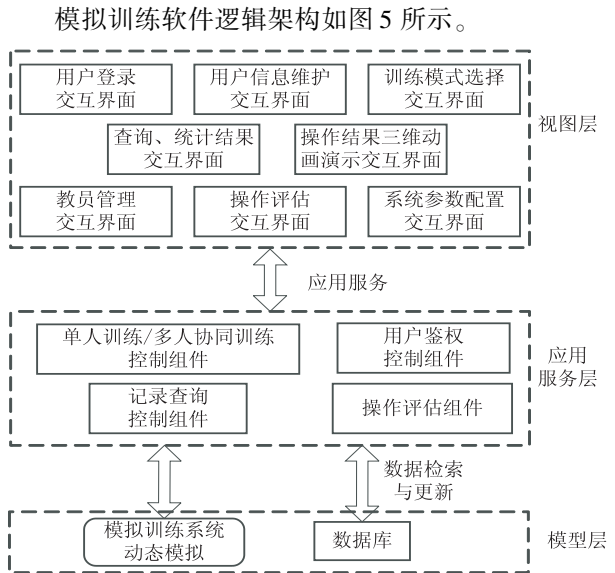 模拟训练软件逻辑架构如图5所示。
用户登录
交互界面
用户信息维护
交互界面
训练模式选择
交互界面
查询、统计结果
交互界面
操作结果三维动
画演示交互界面
视图层
教员管理
交互界面
操作评估
交互界面
系统参数配置
交互界面
应用服务
单人训练/多人协同训练
控制组件
用户鉴权
控制组件
应用
服务层
记录查询
控制组件
操作评估组件
数据检索
与更新
模拟训练系统
动态模拟
数据库
模型层